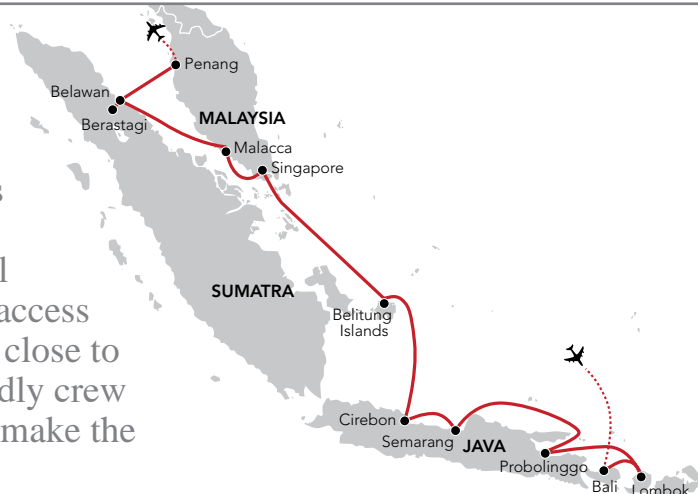 Penang
Belawan
Berastagi
MALAYSIA
Malacca
Singapore
SUMATRA
access
close to
dly crew
make the
Belitung
Islands
Cirebon
Semarang
JAVA
Probolinggo
Bali
Lombok